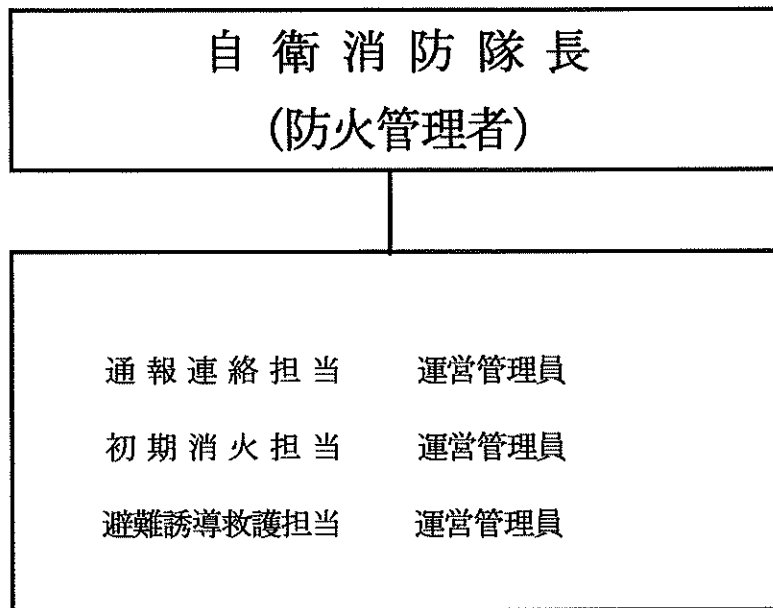 自衛消防隊長
(防火管理者)
通報連絡担当　運営管理員
初期消火担当　運営管理員
避難誘導救護担当　運営管理員